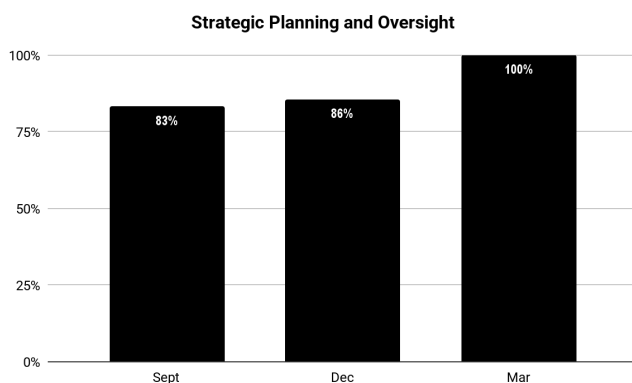 Strategic Planning and Oversight
100%
75%
50%
25%
0%
83%
86%
100%
Sept
Dec
Mar